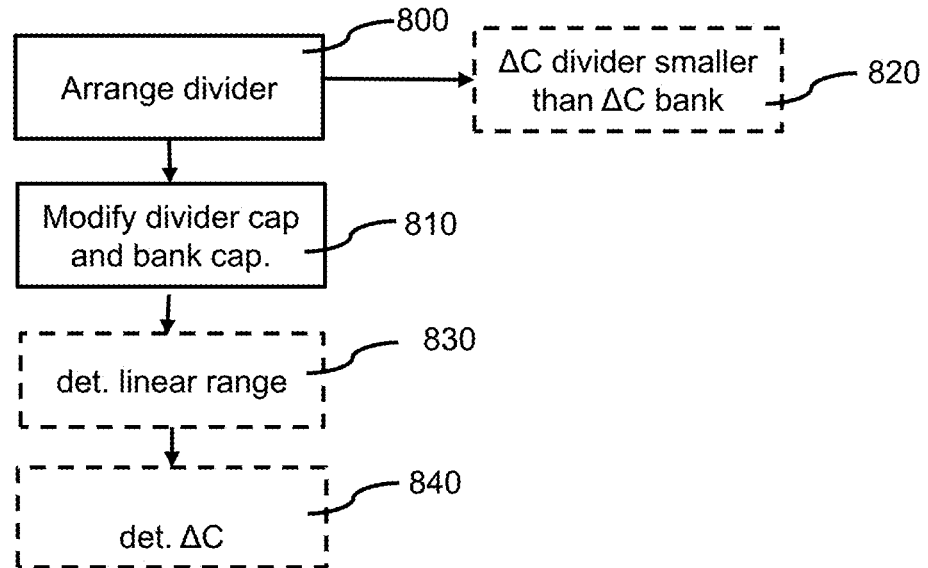 800
Arrange divider
ΔC divider smaller
than ΔC bank
820
Modify divider cap
and bank cap.
810
830
det. linear range
840
det. ΔC